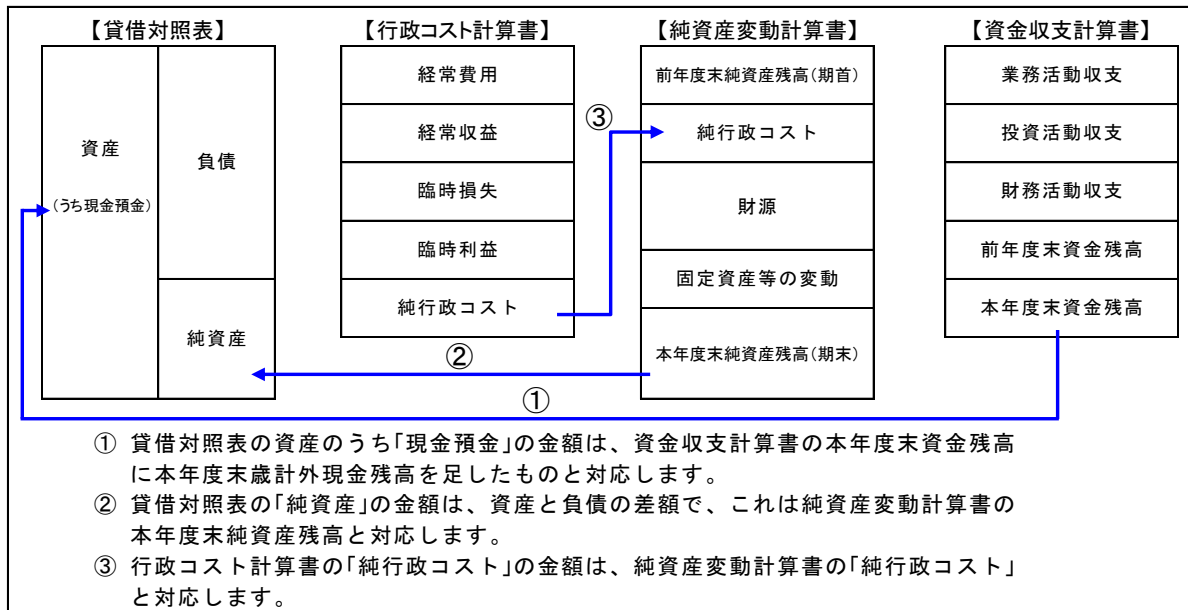 【貸借対照表】
資産
(うち現金預金)
負債
純資産
【行政コスト計算書】
経常費用
経常収益
臨時損失
臨時利益
純行政コスト
【純資産変動計算書】
前年度末純資産残高(期首)
純行政コスト
財源
固定資産等の変動
本年度末純資産残高(期末)
【資金収支計算書】
業務活動収支
投資活動収支
財務活動収支
前年度末資金残高
本年度末資金残高
③
②
①
① 貸借対照表の資産のうち「現金預金」の金額は、資金収支計算書の本年度末資金残高
に本年度末歳計外現金残高を足したものと対応します。
② 貸借対照表の「純資産」の金額は、資産と負債の差額で、これは純資産変動計算書の
本年度末純資産残高と対応します。
③ 行政コスト計算書の「純行政コスト」の金額は、純資産変動計算書の「純行政コスト」
と対応します。